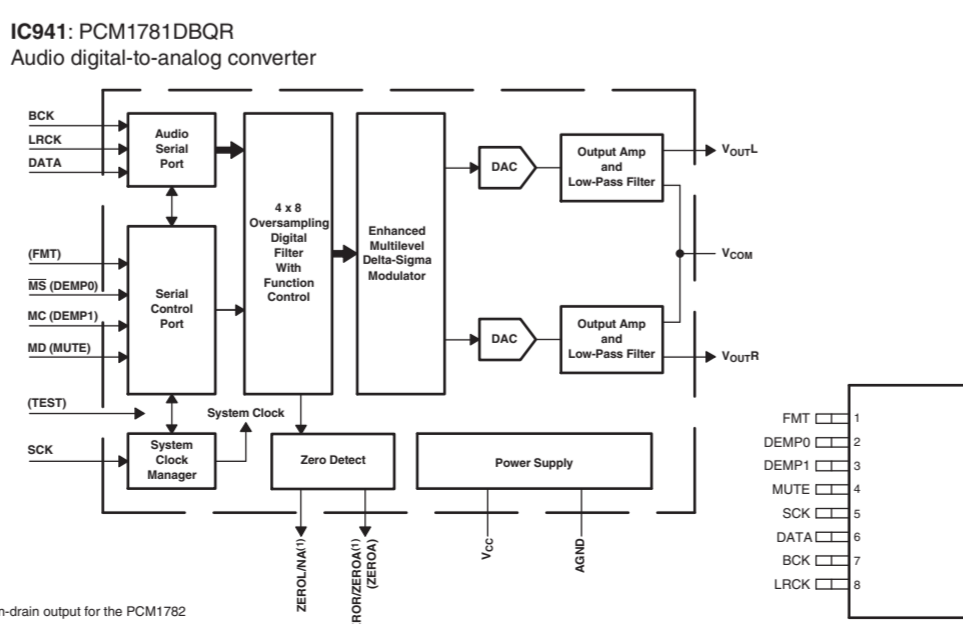 IC941: PCM1781DBQR
Audio digital-to-analog converter
BCK
LRCK
DATA
Audio
Serial
Port
(FMT)
MS (DEMP0)
MC (DEMP1)
MD (MUTE)
Serial
Control
Port
(TEST)
SCK
System
Clock
Manager
System Clock
4 x 8
Oversampling
Digital
Filter
With
Function
Control
Enhanced
Multilevel
Delta-Sigma
Modulator
DAC
Output Amp
and
Low-Pass Filter
VOUTL
VCOM
DAC
Output Amp
and
Low-Pass Filter
VOUTR
Zero Detect
Power Supply
ZEROL/NA(1)
ROR/ZEROA(1)
(ZEROA)
VCC
AGND
n-drain output for the PCM1782
FMT 1
DEMP0 2
DEMP1 3
MUTE 4
SCK 5
DATA 6
BCK 7
LRCK 8